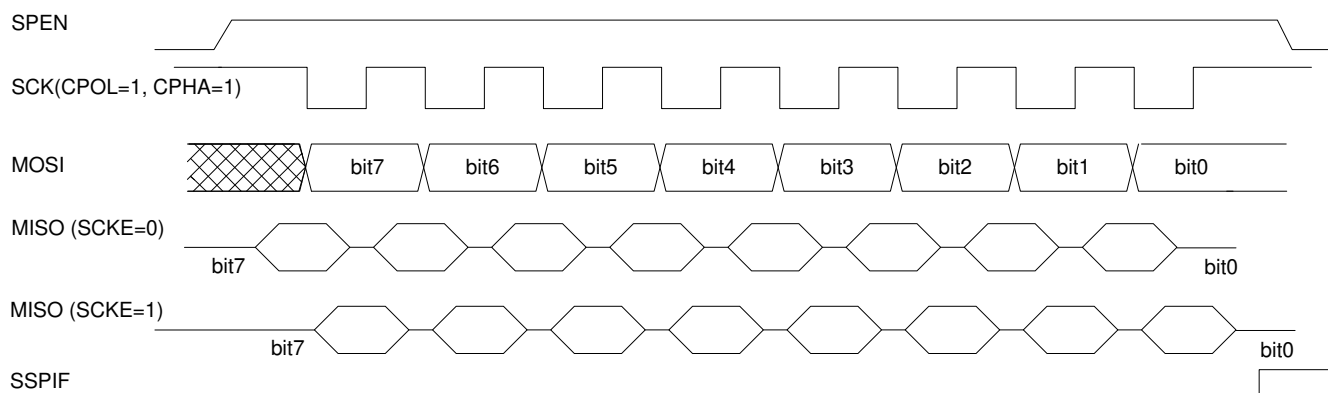 SPEN
SCK(CPOL=1, CPHA=1)
MOSI
bit7 bit6 bit5 bit4 bit3 bit2 bit1 bit0
MISO (SCKE=0)
bit7 bit0
MISO (SCKE=1)
bit7 bit0
SSPIF